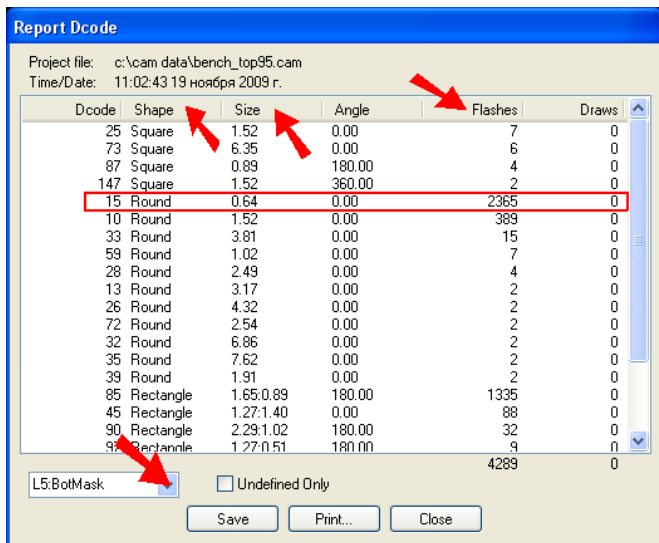 Report Dcode
Project file: c:\cam data\bench_top95.cam
Time/Date: 11:02:43 19 ноября 2009 г.
Dcode Shape Size Angle Flashes Draws
25 Square 1.52 0.00 7 0
73 Square 6.35 0.00 6 0
87 Square 0.89 180.00 4 0
147 Square 1.52 360.00 2 0
15 Round 0.64 0.00 2365 0
10 Round 1.52 0.00 389 0
33 Round 3.81 0.00 15 0
59 Round 1.02 0.00 7 0
28 Round 2.49 0.00 4 0
13 Round 3.17 0.00 2 0
26 Round 4.32 0.00 2 0
72 Round 2.54 0.00 2 0
32 Round 6.86 0.00 2 0
35 Round 7.62 0.00 2 0
39 Round 1.91 0.00 2 0
85 Rectangle 1.65:0.89 180.00 1335 0
45 Rectangle 1.27:1.40 0.00 88 0
90 Rectangle 2.29:1.02 180.00 32 0
Rectangle 1.27:0.51 180.00 9 0
4289 0
L5:BotMask Undefined Only
Save Print... Close